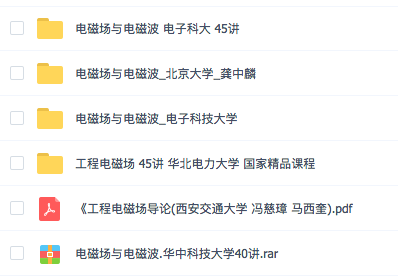 电磁场与电磁波 电子科大 45讲
电磁场与电磁波_北京大学_龚中麟
电磁场与电磁波_电子科技大学
工程电磁场 45讲 华北电力大学 国家精品课程
《工程电磁场导论(西安交通大学 冯慈璋 马西奎).pdf
电磁场与电磁波.华中科技大学40讲.rar